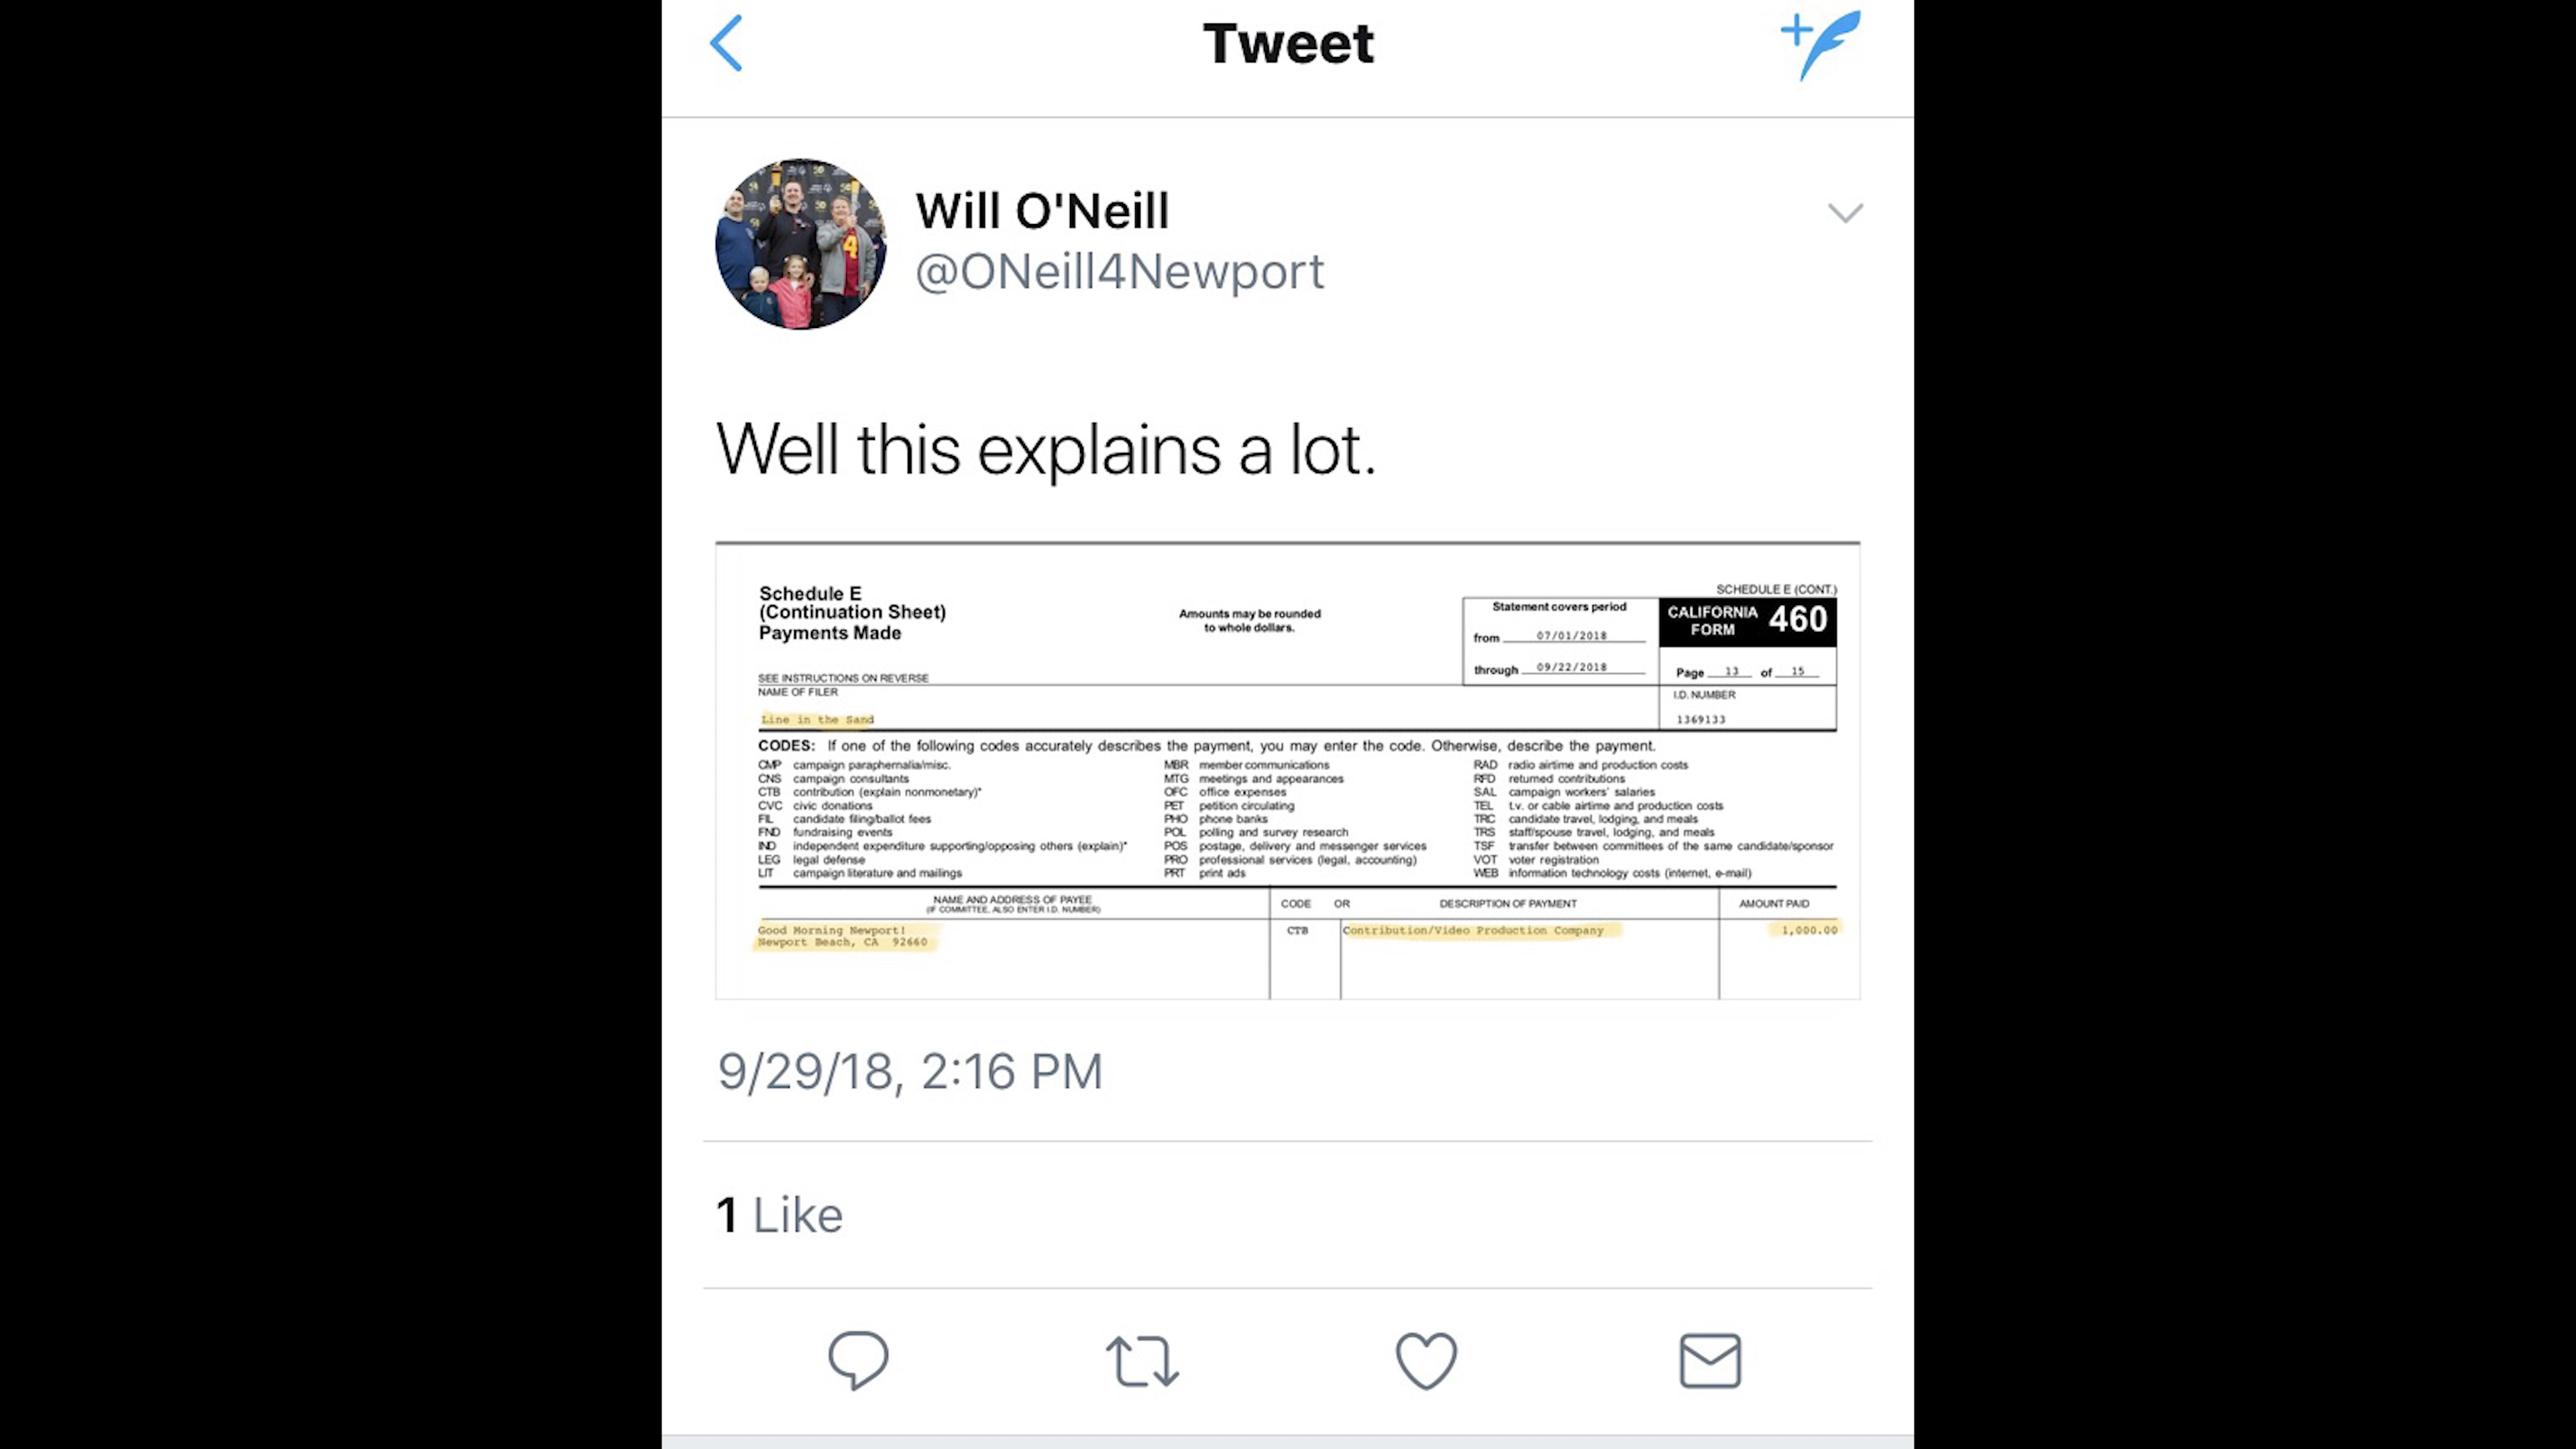 Tweet
Will O'Neill
@ONeill4Newport
Well this explains a lot.
SCHEDULE E (CONT.)
Schedule E
(Continuation Sheet)
Payments Made
Amounts may be rounded
to whole dollars.
Statement covers period
from 07/01/2018
through 09/22/2018
CALIFORNIA
FORM 460
Page 13 of 15
SEE INSTRUCTIONS ON REVERSE
NAME OF FILER
Line in the Sand
I.D. NUMBER
1369133
CODES: If one of the following codes accurately describes the payment, you may enter the code. Otherwise, describe the payment.
CMP campaign paraphernalia/misc.
CNS campaign consultants
CTB contribution (explain nonmonetary)*
CVC civic donations
FIL candidate filing/ballot fees
FND fundraising events
IND independent expenditure supporting/opposing others (explain)*
LEG legal defense
LIT campaign literature and mailings
MBR member communications
MTG meetings and appearances
OFC office expenses
PET petition circulating
PHO phone banks
POL polling and survey research
POS postage, delivery and messenger services
PRO professional services (legal, accounting)
PRT print ads
RAD radio airtime and production costs
RFD returned contributions
SAL campaign workers' salaries
TEL t.v. or cable airtime and production costs
TRC candidate travel, lodging, and meals
TRS staff/spouse travel, lodging, and meals
TSF transfer between committees of the same candidate/sponsor
VOT voter registration
WEB information technology costs (internet, e-mail)
NAME AND ADDRESS OF PAYEE
(IF COMMITTEE, ALSO ENTER I.D. NUMBER)
CODE OR DESCRIPTION OF PAYMENT
AMOUNT PAID
Good Morning Newport!
Newport Beach, CA 92660
CTB
Contribution/Video Production Company
1,000.00
9/29/18, 2:16 PM
1 Like